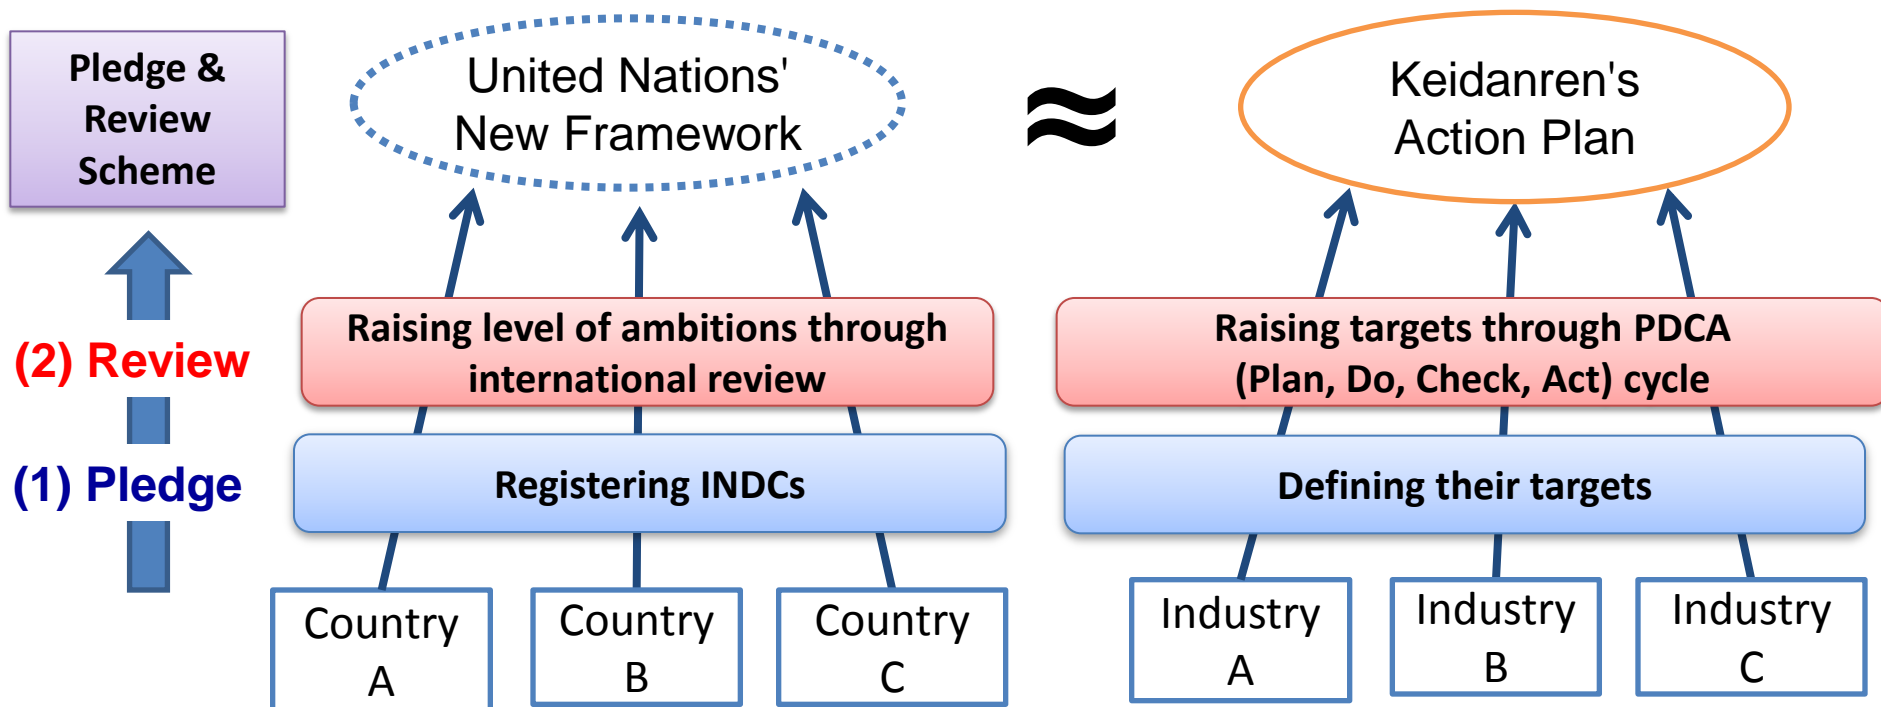 Pledge &
Review
Scheme
United Nations'
New Framework
≈
Keidanren's
Action Plan
(2) Review
Raising level of ambitions through
international review
Raising targets through PDCA
(Plan, Do, Check, Act) cycle
(1) Pledge
Registering INDCs
Defining their targets
Country
A
Country
B
Country
C
Industry
A
Industry
B
Industry
C